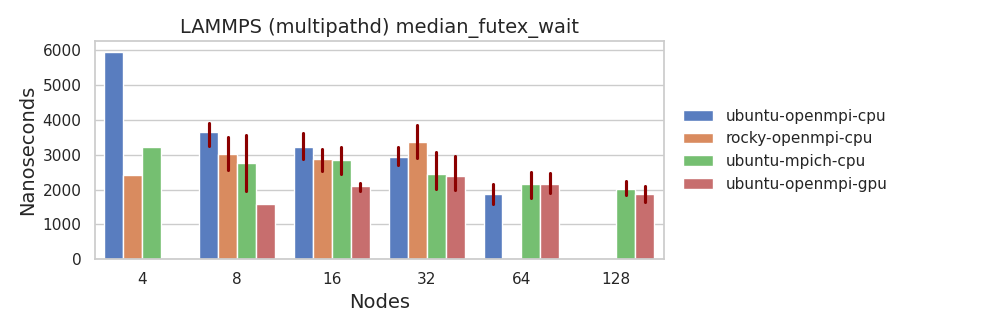 LAMMPS (multipathd) median_futex_wait
Nanoseconds
6000
5000
4000
3000
2000
1000
0
4 8 16 32 64 128
Nodes
ubuntu-openmpi-cpu
rocky-openmpi-cpu
ubuntu-mpich-cpu
ubuntu-openmpi-gpu